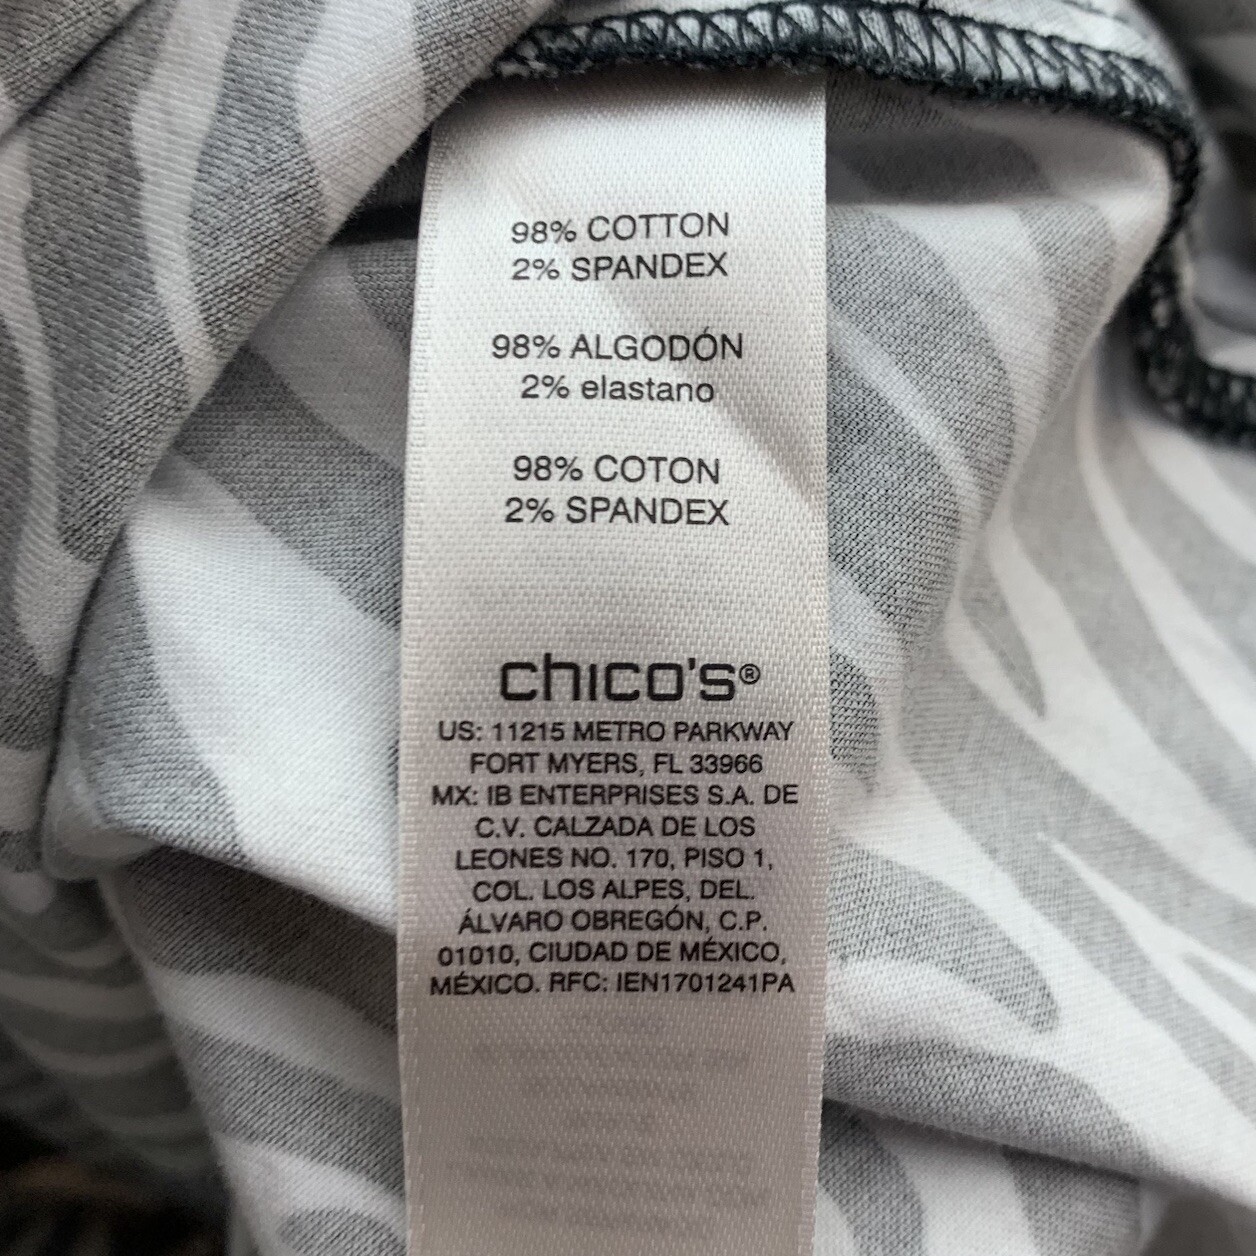 98% COTTON
2% SPANDEX
98% ALGODÓN
2% elastano
98% COTON
2% SPANDEX
chico's®
US: 11215 METRO PARKWAY
FORT MYERS, FL 33966
MX: IB ENTERPRISES S.A. DE
C.V. CALZADA DE LOS
LEONES NO. 170, PISO 1,
COL. LOS ALPES, DEL.
ÁLVARO OBREGÓN, C.P.
01010, CIUDAD DE MÉXICO,
MÉXICO. RFC: IEN1701241PA